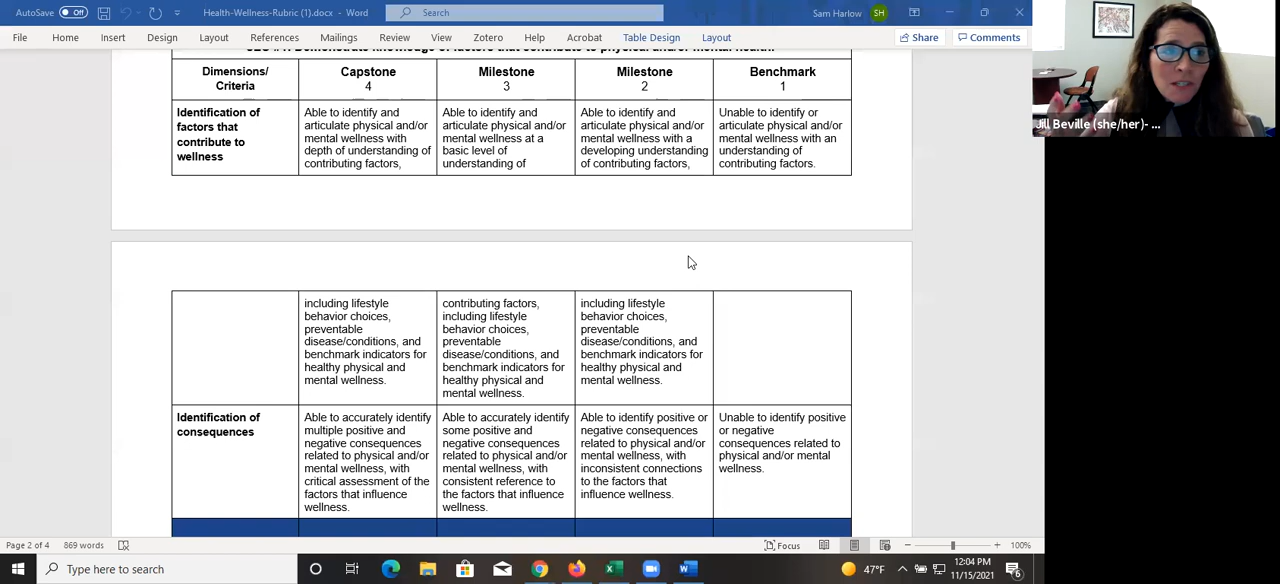 AutoSave Off Health-Wellness-Rubric (1).docx - Word Search Sam Harlow SH
File Home Insert Design Layout References Mailings Review View Zotero Help Acrobat Table Design Layout Share Comments
Dimensions/
Criteria
Capstone
4
Milestone
3
Milestone
2
Benchmark
1
Identification of
factors that
contribute to
wellness
Able to identify and
articulate physical and/or
mental wellness with
depth of understanding of
contributing factors,
Able to identify and
articulate physical and/or
mental wellness at a
basic level of
understanding of
Able to identify and
articulate physical and/or
mental wellness with a
developing understanding
of contributing factors,
Unable to identify or
articulate physical and/or
mental wellness with an
understanding of
contributing factors.
including lifestyle
behavior choices,
preventable
disease/conditions, and
benchmark indicators for
healthy physical and
mental wellness.
contributing factors,
including lifestyle
behavior choices,
preventable
disease/conditions, and
benchmark indicators for
healthy physical and
mental wellness.
including lifestyle
behavior choices,
preventable
disease/conditions, and
benchmark indicators for
healthy physical and
mental wellness.
Identification of
consequences
Able to accurately identify
multiple positive and
negative consequences
related to physical and/or
mental wellness, with
critical assessment of the
factors that influence
wellness.
Able to accurately identify
some positive and
negative consequences
related to physical and/or
mental wellness, with
consistent reference to
the factors that influence
wellness.
Able to identify positive or
negative consequences
related to physical and/or
mental wellness, with
inconsistent connections
to the factors that
influence wellness.
Unable to identify positive
or negative
consequences related to
physical and/or mental
wellness.
Jill Beville (she/her)- ...
Page 2 of 4 869 words Focus 100%
Type here to search 47°F 12:04 PM
11/15/2021 6